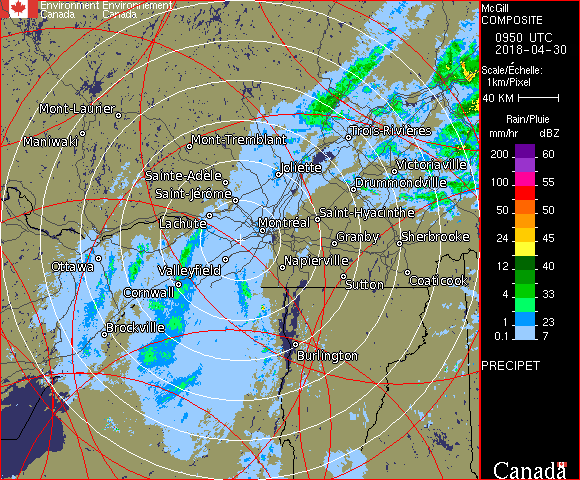 Environment Environnement
Canada Canada
McGill
COMPOSITE
0950 UTC
2018-04-30
Scale/Échelle:
1km/Pixel
40 KM
Rain/Pluie
mm/hr dBZ
200 60
100 55
50 50
24 45
12 40
4 33
1 23
0.1 7
PRECIPET
Mont-Laurier
Maniwaki
Mont-Tremblant
Trois-Rivières
Sainte-Adèle
Joliette
Victoriaville
Saint-Jérôme
Drummondville
Lachute
Montréal
Saint-Hyacinthe
Granby
Sherbrooke
Ottawa
Valleyfield
Napierville
Cornwall
Sutton
Coaticook
Brockville
Burlington
Canada